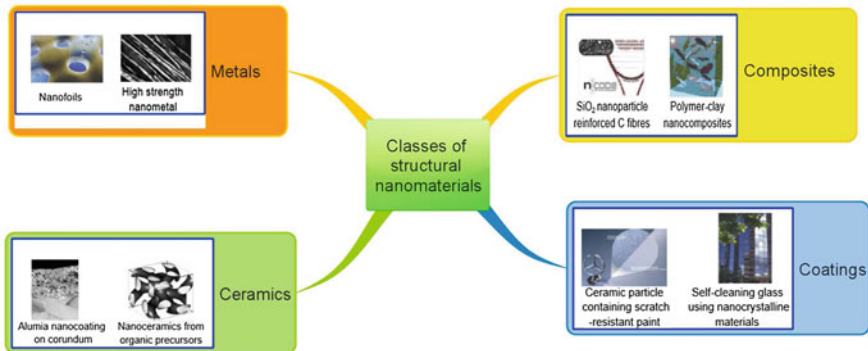 Metals
Nanofoils
High strength
nanometal
Composites
SiO₂ nanoparticle
reinforced C fibres
Polymer-clay
nanocomposites
Classes of
structural
nanomaterials
Ceramics
Alumia nanocoating
on corundum
Nanoceramics from
organic precursors
Coatings
Ceramic particle
containing scratch
-resistant paint
Self-cleaning glass
using nanocrystalline
materials